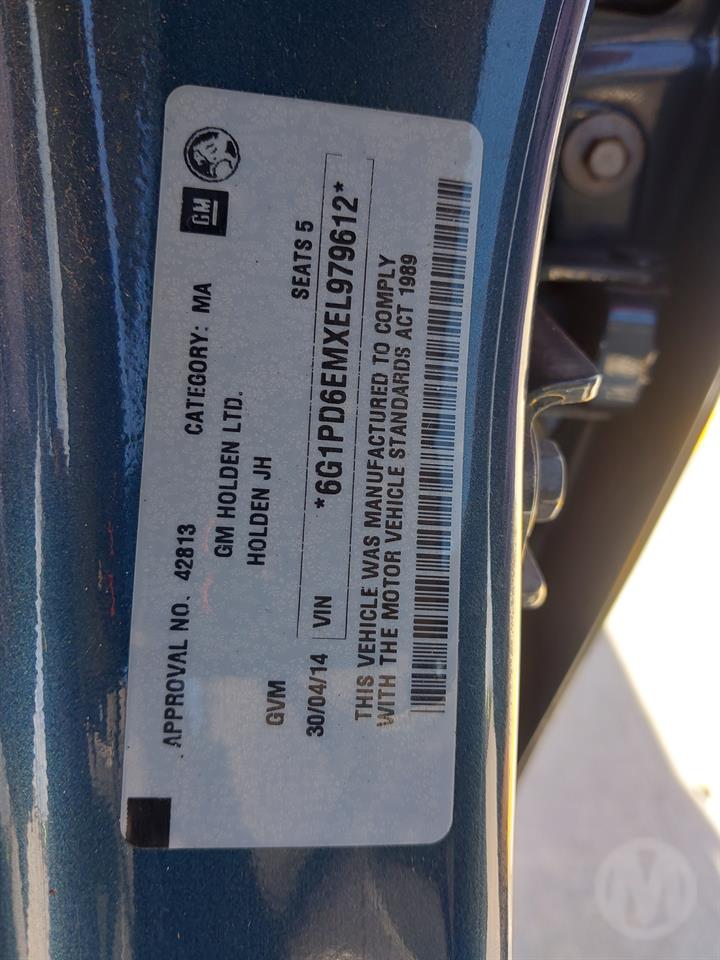 GM
APPROVAL NO. 42813 CATEGORY: MA
GM HOLDEN LTD.
HOLDEN JH
GVM SEATS 5
30/04/14 VIN *6G1PD6EMXEL979612*
THIS VEHICLE WAS MANUFACTURED TO COMPLY
WITH THE MOTOR VEHICLE STANDARDS ACT 1989
M